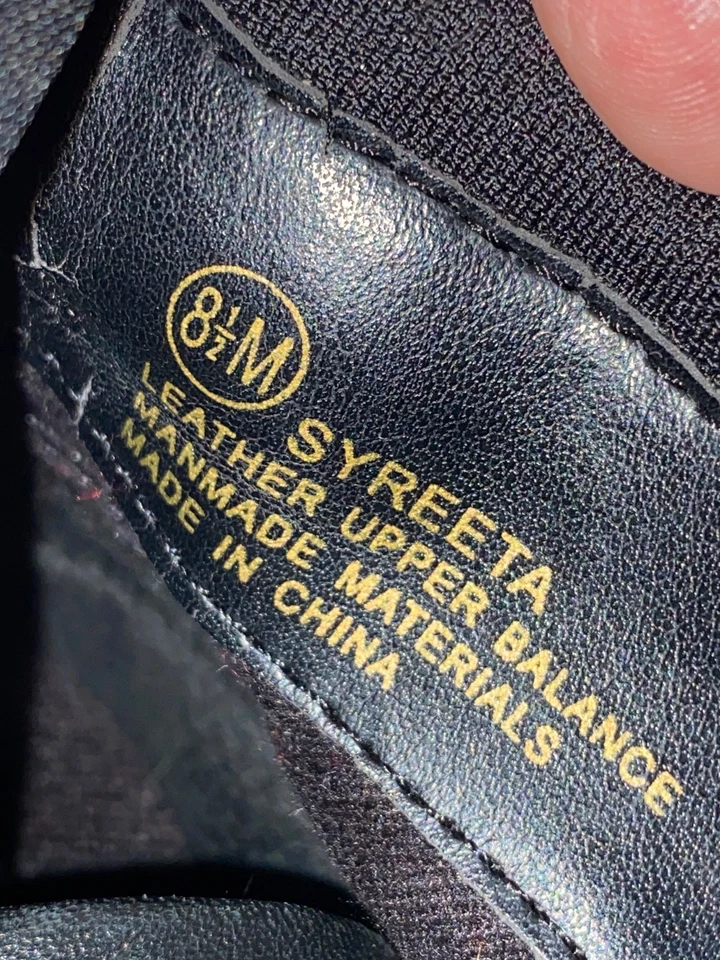 8½M
SYREETA
LEATHER UPPER BALANCE
MANMADE MATERIALS
MADE IN CHINA